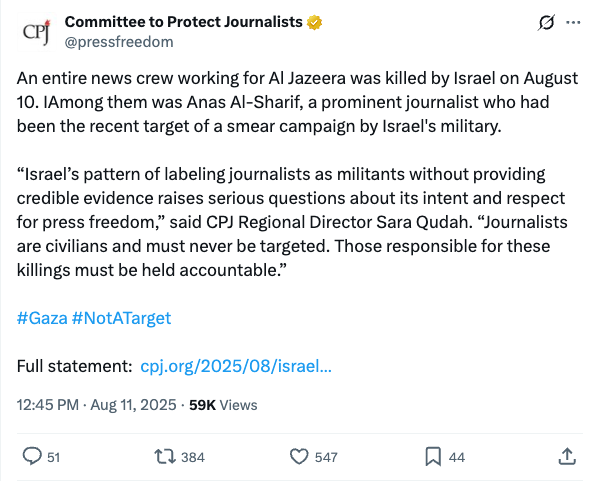 CPJ
Committee to Protect Journalists
@pressfreedom
An entire news crew working for Al Jazeera was killed by Israel on August
10. IAmong them was Anas Al-Sharif, a prominent journalist who had
been the recent target of a smear campaign by Israel's military.
“Israel’s pattern of labeling journalists as militants without providing
credible evidence raises serious questions about its intent and respect
for press freedom,” said CPJ Regional Director Sara Qudah. “Journalists
are civilians and must never be targeted. Those responsible for these
killings must be held accountable.”
#Gaza #NotATarget
Full statement: cpj.org/2025/08/israel...
12:45 PM · Aug 11, 2025 · 59K Views
51 384 547 44